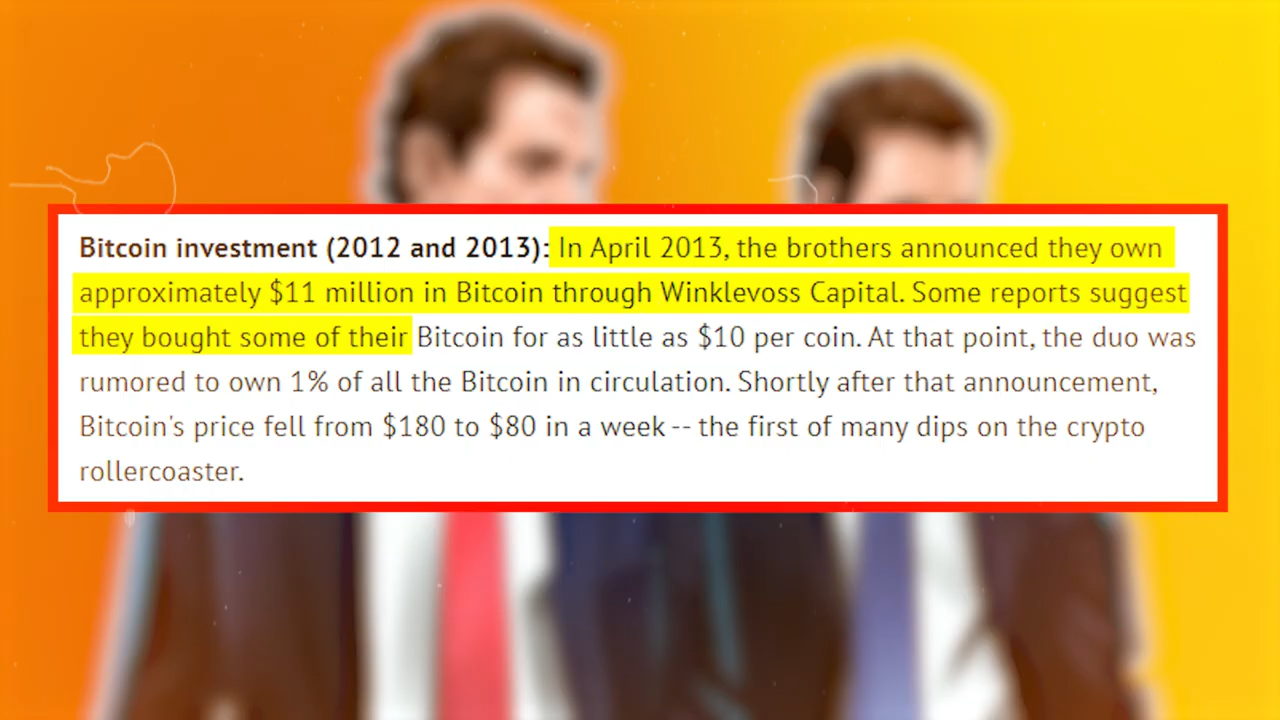 Bitcoin investment (2012 and 2013): In April 2013, the brothers announced they own
approximately $11 million in Bitcoin through Winklevoss Capital. Some reports suggest
they bought some of their Bitcoin for as little as $10 per coin. At that point, the duo was
rumored to own 1% of all the Bitcoin in circulation. Shortly after that announcement,
Bitcoin's price fell from $180 to $80 in a week -- the first of many dips on the crypto
rollercoaster.